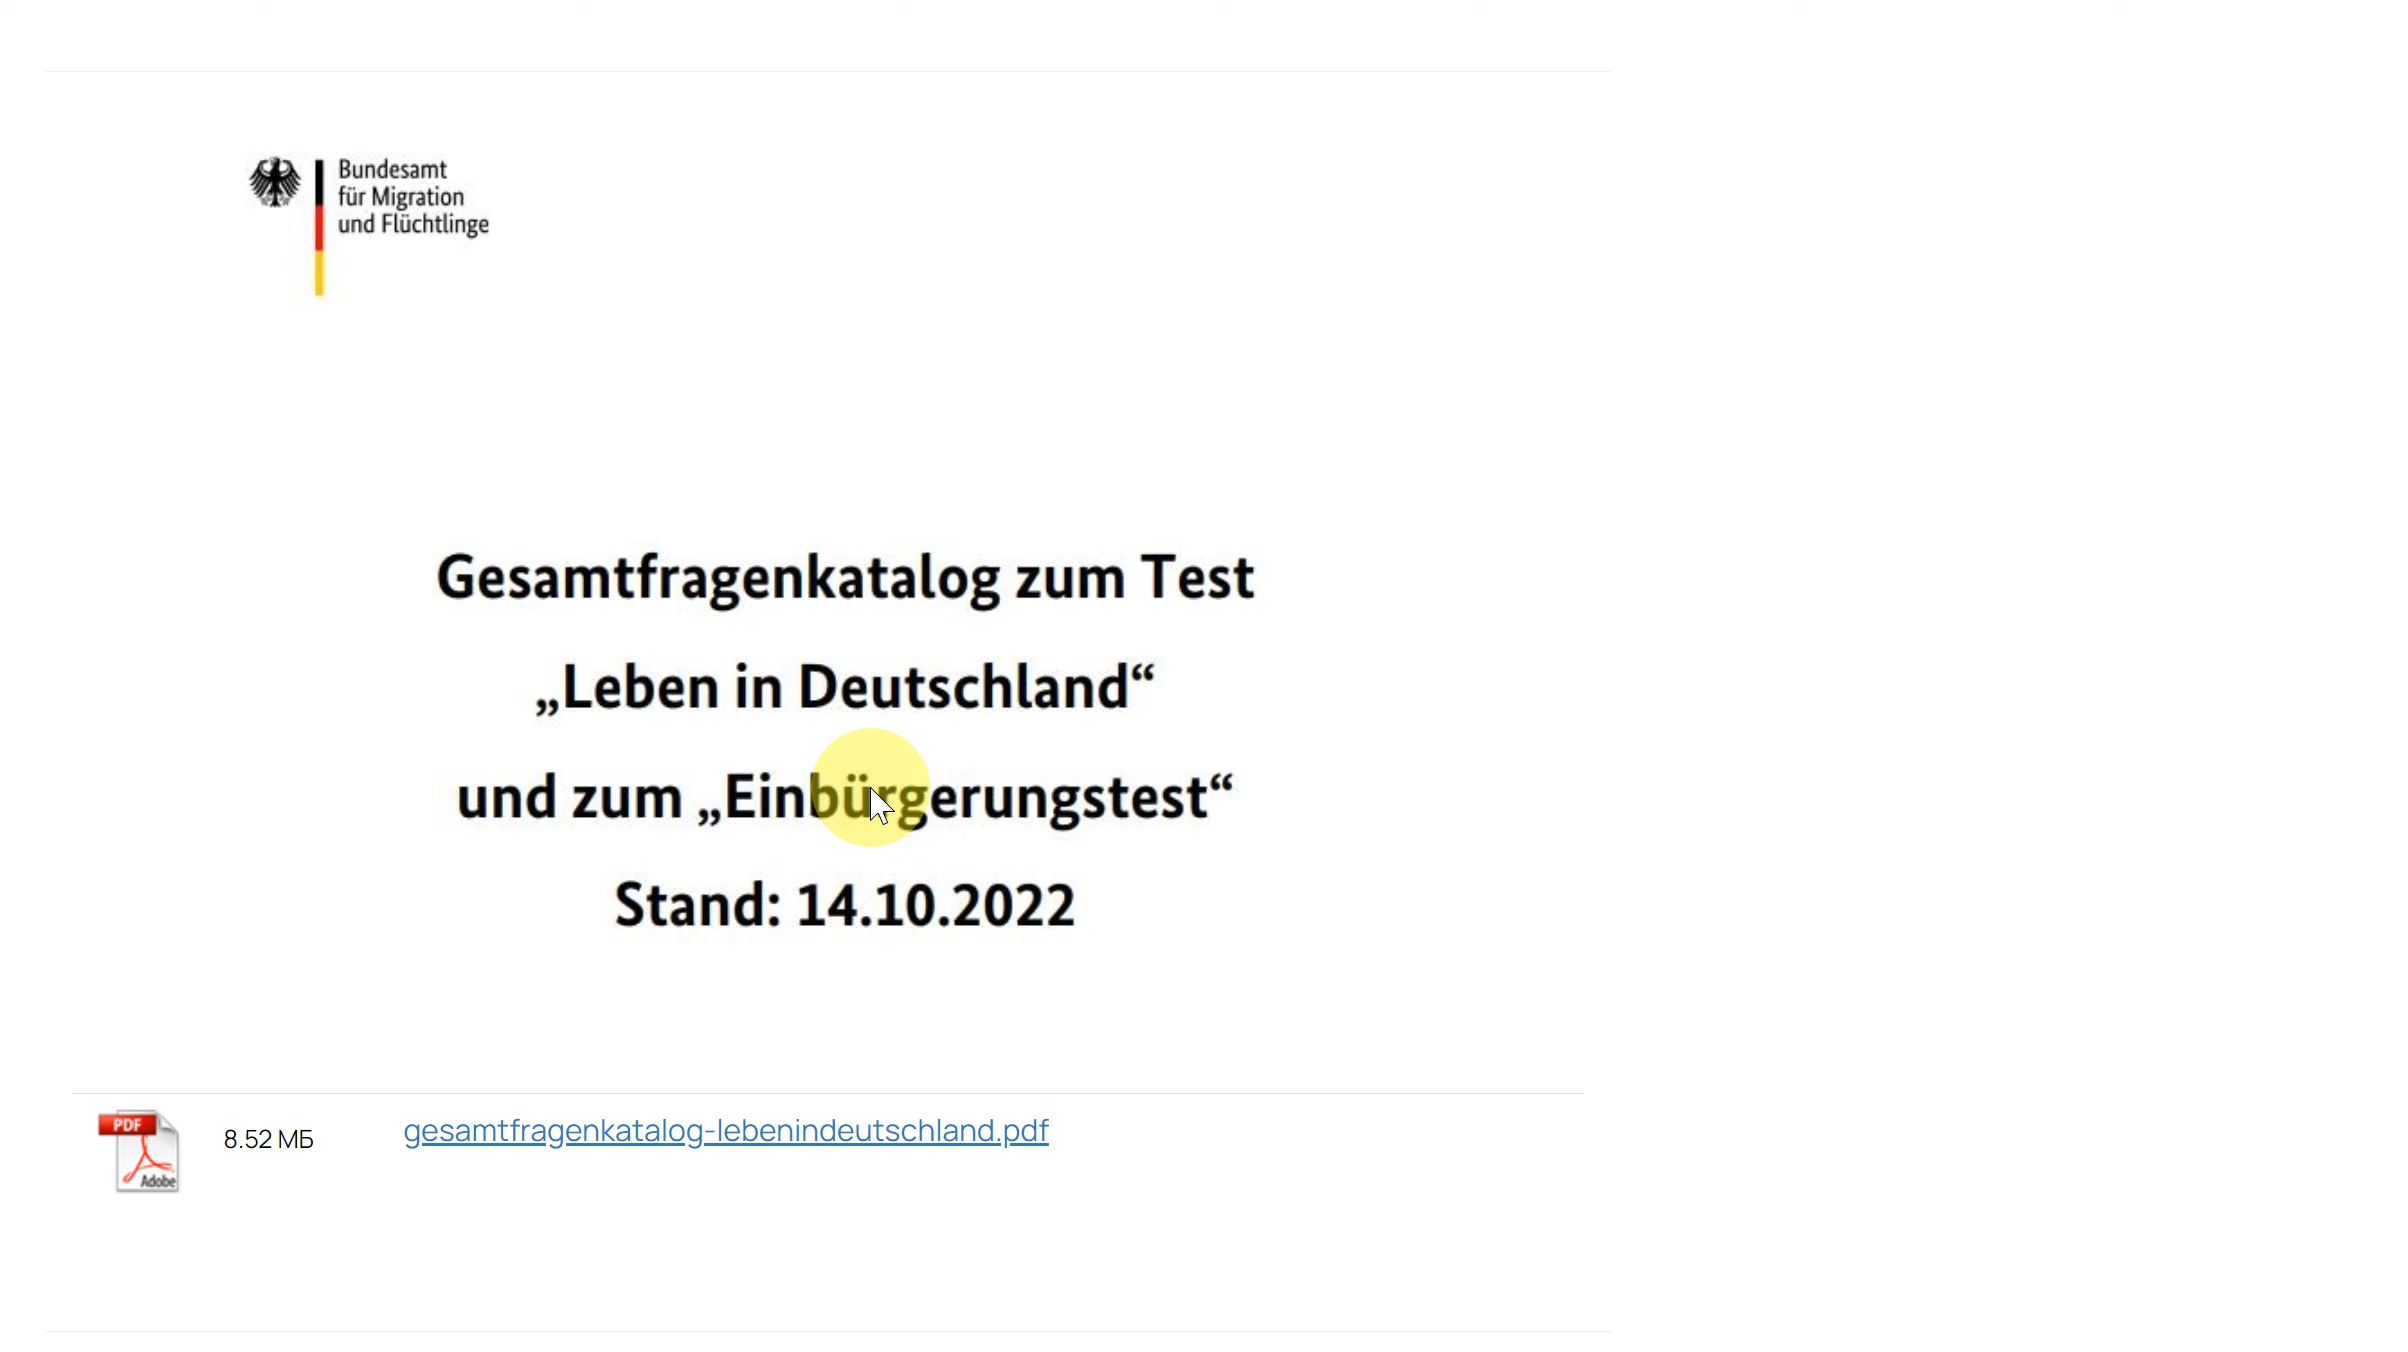 Bundesamt
für Migration
und Flüchtlinge
Gesamtfragenkatalog zum Test
„Leben in Deutschland“
und zum „Einbürgerungstest“
Stand: 14.10.2022
PDF
Adobe
8.52 МБ
gesamtfragenkatalog-lebenindeutschland.pdf